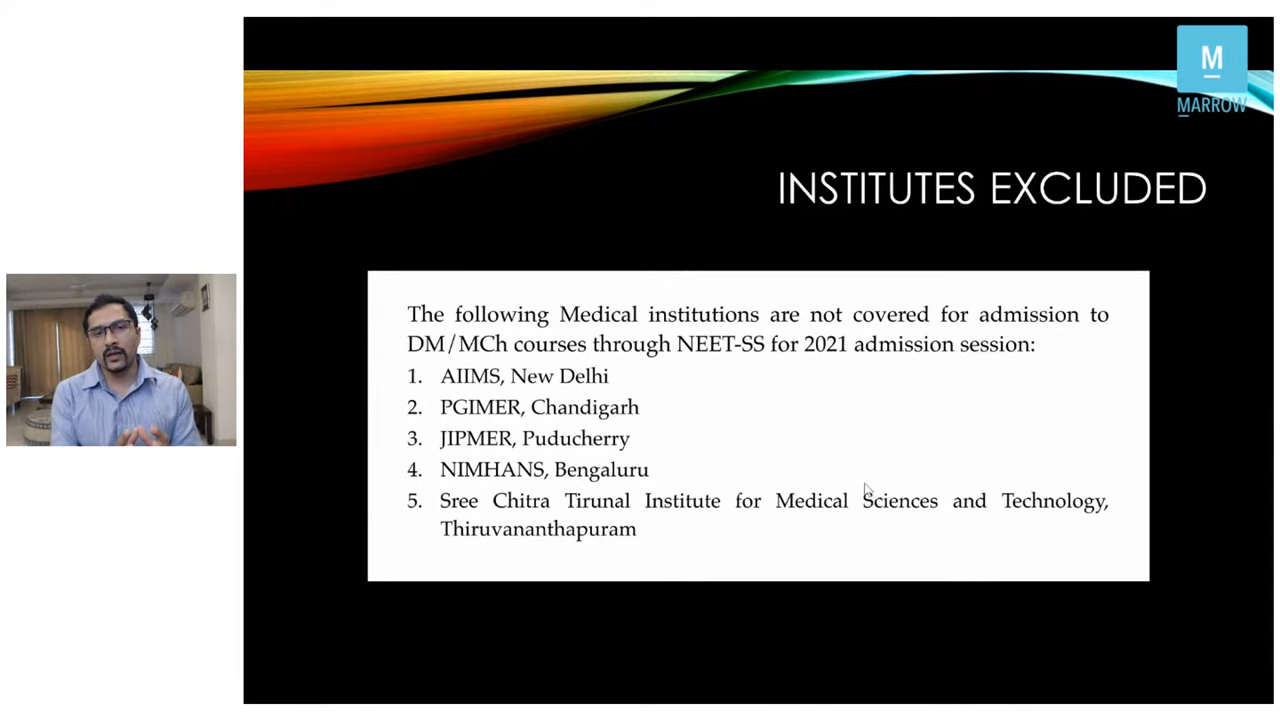 M
MARROW
INSTITUTES EXCLUDED
The following Medical institutions are not covered for admission to
DM/MCh courses through NEET-SS for 2021 admission session:
1. AIIMS, New Delhi
2. PGIMER, Chandigarh
3. JIPMER, Puducherry
4. NIMHANS, Bengaluru
5. Sree Chitra Tirunal Institute for Medical Sciences and Technology,
Thiruvananthapuram